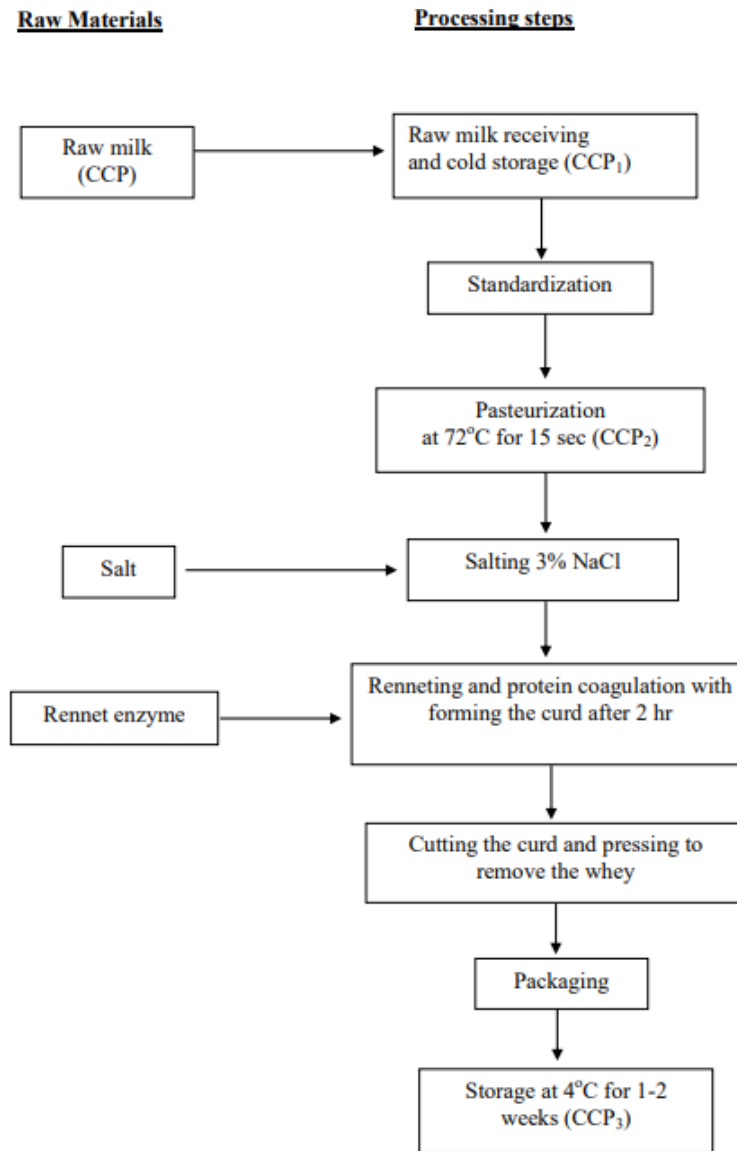 Raw Materials
Processing steps
Raw milk
(CCP)
Raw milk receiving
and cold storage (CCP₁)
Standardization
Pasteurization
at 72°C for 15 sec (CCP₂)
Salt
Salting 3% NaCl
Rennet enzyme
Renneting and protein coagulation with
forming the curd after 2 hr
Cutting the curd and pressing to
remove the whey
Packaging
Storage at 4°C for 1-2
weeks (CCP₃)